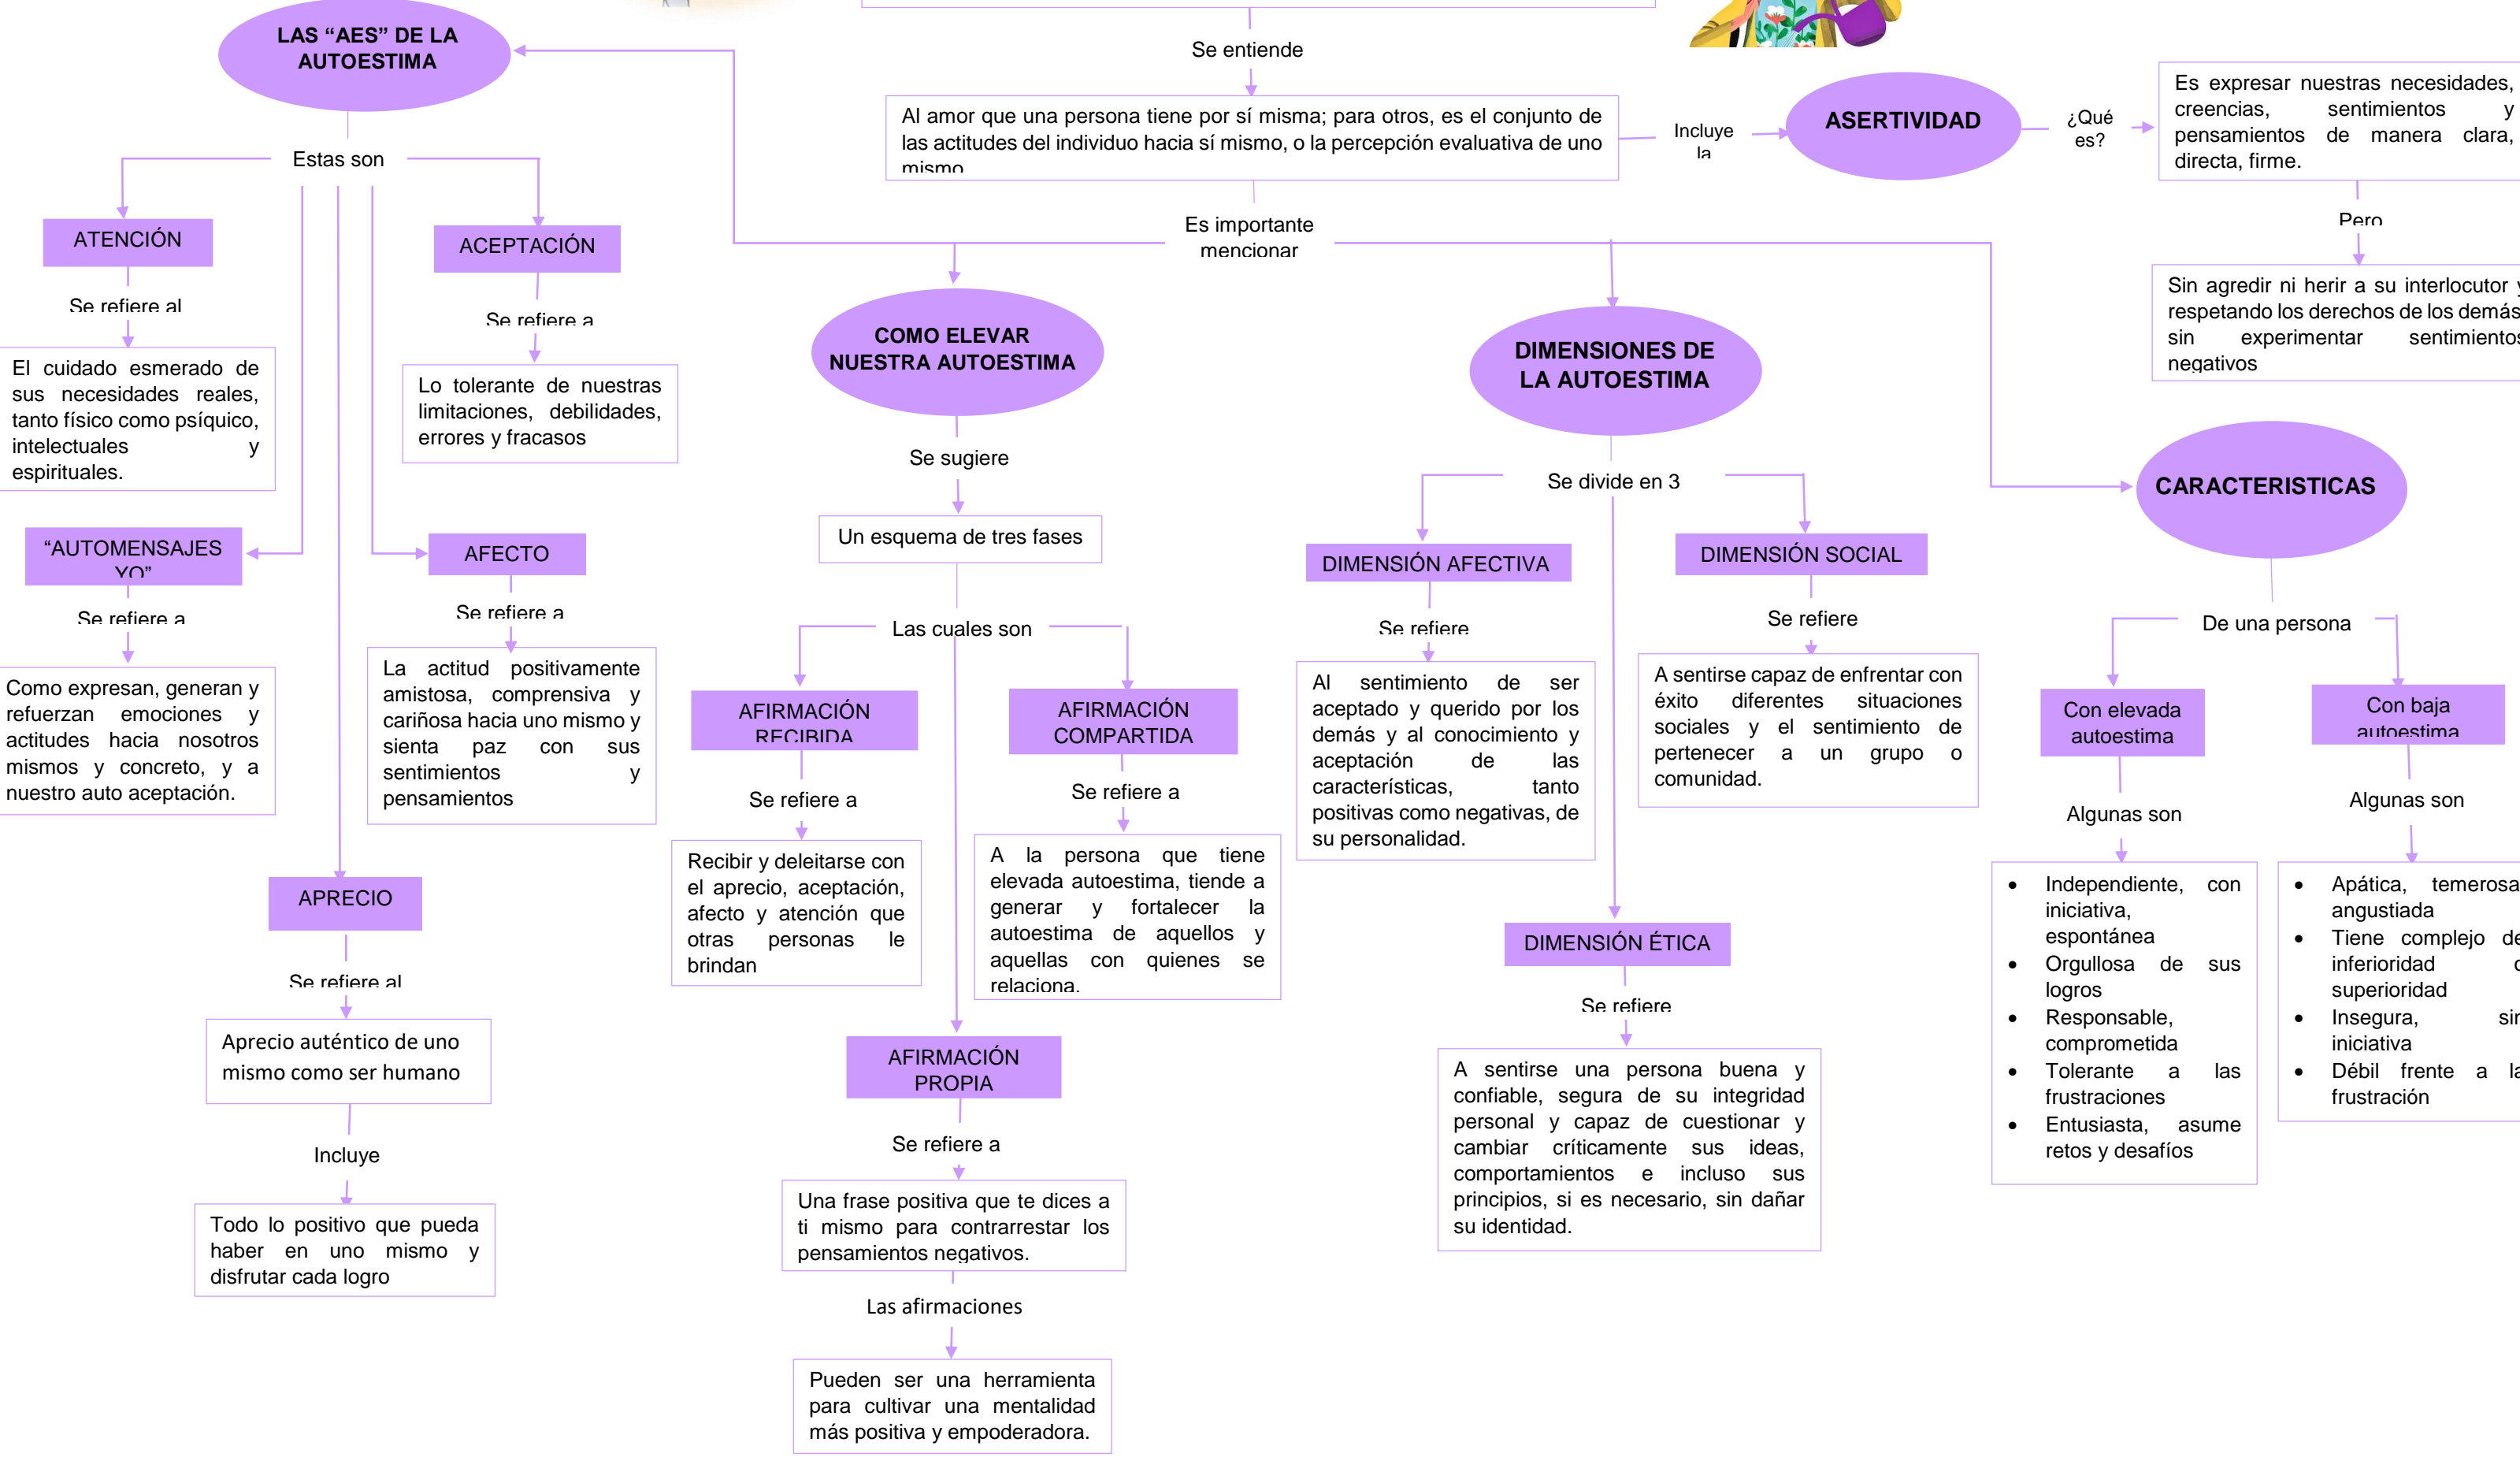 LAS “AES” DE LA
AUTOESTIMA
Se entiende
Al amor que una persona tiene por sí misma; para otros, es el conjunto de
las actitudes del individuo hacia sí mismo, o la percepción evaluativa de uno
mismo
Incluye
la
ASERTIVIDAD
¿Qué
es?
Es expresar nuestras necesidades,
creencias, sentimientos y
pensamientos de manera clara,
directa, firme.
Pero
Sin agredir ni herir a su interlocutor y
respetando los derechos de los demás
sin experimentar sentimientos
negativos
Es importante
mencionar
Estas son
ATENCIÓN
Se refiere al
El cuidado esmerado de
sus necesidades reales,
tanto físico como psíquico,
intelectuales y
espirituales.
ACEPTACIÓN
Se refiere a
Lo tolerante de nuestras
limitaciones, debilidades,
errores y fracasos
“AUTOMENSAJES
YO”
Se refiere a
Como expresan, generan y
refuerzan emociones y
actitudes hacia nosotros
mismos y concreto, y a
nuestro auto aceptación.
AFECTO
Se refiere a
La actitud positivamente
amistosa, comprensiva y
cariñosa hacia uno mismo y
sienta paz con sus
sentimientos y
pensamientos
APRECIO
Se refiere al
Aprecio auténtico de uno
mismo como ser humano
Incluye
Todo lo positivo que pueda
haber en uno mismo y
disfrutar cada logro
COMO ELEVAR
NUESTRA AUTOESTIMA
Se sugiere
Un esquema de tres fases
Las cuales son
AFIRMACIÓN
RECIBIDA
Se refiere a
Recibir y deleitarse con
el aprecio, aceptación,
afecto y atención que
otras personas le
brindan
AFIRMACIÓN
COMPARTIDA
Se refiere a
A la persona que tiene
elevada autoestima, tiende a
generar y fortalecer la
autoestima de aquellos y
aquellas con quienes se
relaciona.
AFIRMACIÓN
PROPIA
Se refiere a
Una frase positiva que te dices a
ti mismo para contrarrestar los
pensamientos negativos.
Las afirmaciones
Pueden ser una herramienta
para cultivar una mentalidad
más positiva y empoderadora.
DIMENSIONES DE
LA AUTOESTIMA
Se divide en 3
DIMENSIÓN AFECTIVA
Se refiere
Al sentimiento de ser
aceptado y querido por los
demás y al conocimiento y
aceptación de las
características, tanto
positivas como negativas, de
su personalidad.
DIMENSIÓN SOCIAL
Se refiere
A sentirse capaz de enfrentar con
éxito diferentes situaciones
sociales y el sentimiento de
pertenecer a un grupo o
comunidad.
DIMENSIÓN ÉTICA
Se refiere
A sentirse una persona buena y
confiable, segura de su integridad
personal y capaz de cuestionar y
cambiar críticamente sus ideas,
comportamientos e incluso sus
principios, si es necesario, sin dañar
su identidad.
CARACTERISTICAS
De una persona
Con elevada
autoestima
Algunas son
• Independiente, con
iniciativa,
espontánea
• Orgullosa de sus
logros
• Responsable,
comprometida
• Tolerante a las
frustraciones
• Entusiasta, asume
retos y desafíos
Con baja
autoestima
Algunas son
• Apática, temerosa
angustiada
• Tiene complejo de
inferioridad
superioridad
• Insegura, sin
iniciativa
• Débil frente a la
frustración